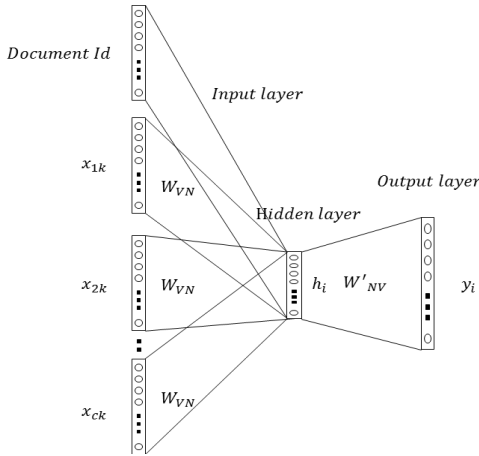 Document Id
Input layer
x1k
WVN
Output layer
Hidden layer
x2k
WVN
hi
W'NV
yi
xck
WVN